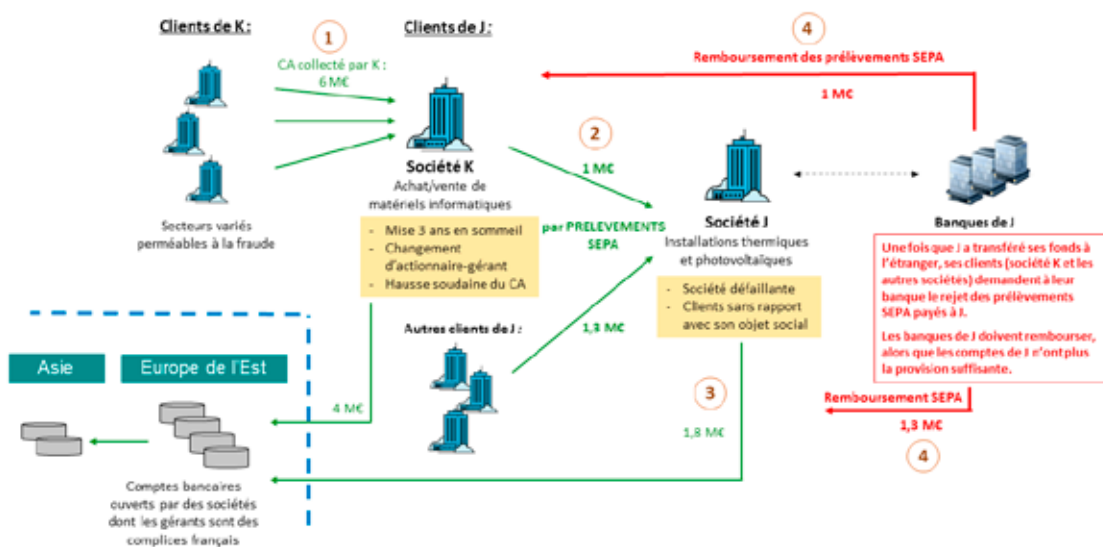 Clients de K :
1
CA collecté par K :
6 M€
Secteurs variés
perméables à la fraude
Clients de J :
Société K
Achat/vente de
matériels informatiques
- Mise 3 ans en sommeil
- Changement
d'actionnaire-gérant
- Hausse soudaine du CA
2
1 M€
par PRELEVEMENTS
SEPA
Autres clients de J :
1,3 M€
Société J
Installations thermiques
et photovoltaïques
- Société défaillante
- Clients sans rapport
avec son objet social
4
Remboursement des prélèvements SEPA
1 M€
Banques de J
Une fois que J a transféré ses fonds à
l'étranger, ses clients (société K et les
autres sociétés) demandent à leur
banque le rejet des prélèvements
SEPA payés à J.
Les banques de J doivent rembourser,
alors que les comptes de J n'ont plus
la provision suffisante.
Remboursement SEPA
1,3 M€
4
3
1,8 M€
4 M€
Asie
Europe de l'Est
Comptes bancaires
ouverts par des sociétés
dont les gérants sont des
complices français